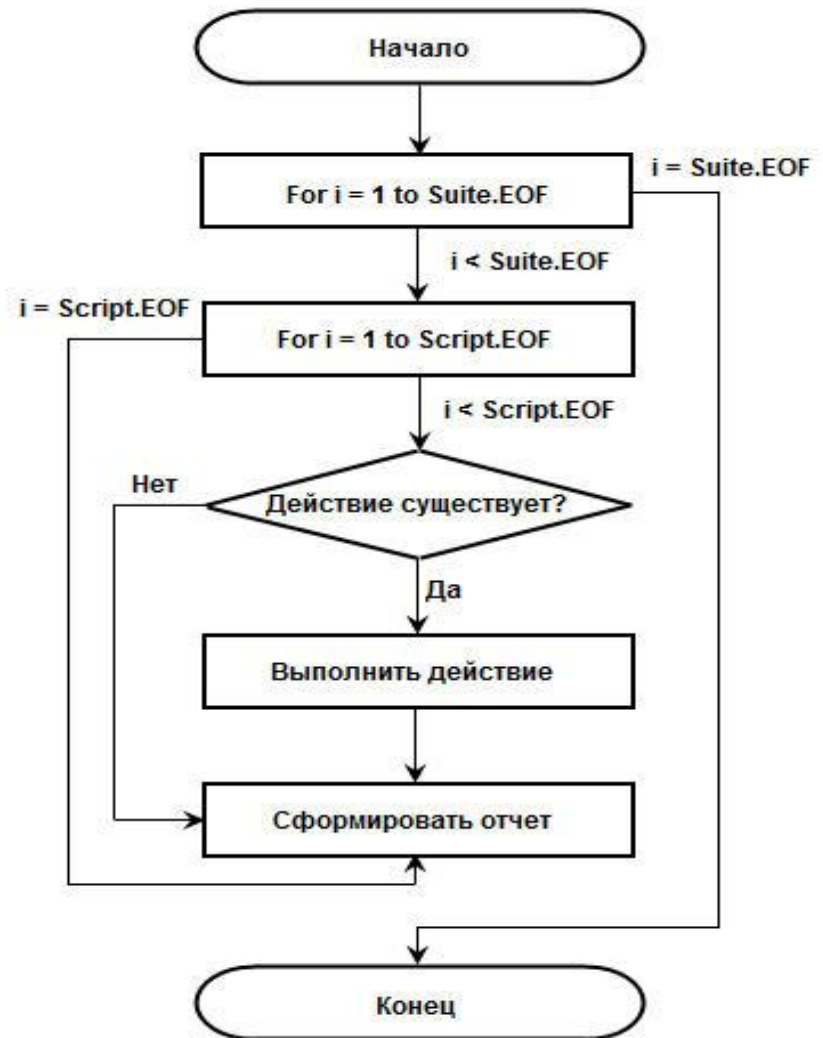 Начало
i = Suite.EOF
For i = 1 to Suite.EOF
i < Suite.EOF
i = Script.EOF
For i = 1 to Script.EOF
i < Script.EOF
Нет
Действие существует?
Да
Выполнить действие
Сформировать отчет
Конец